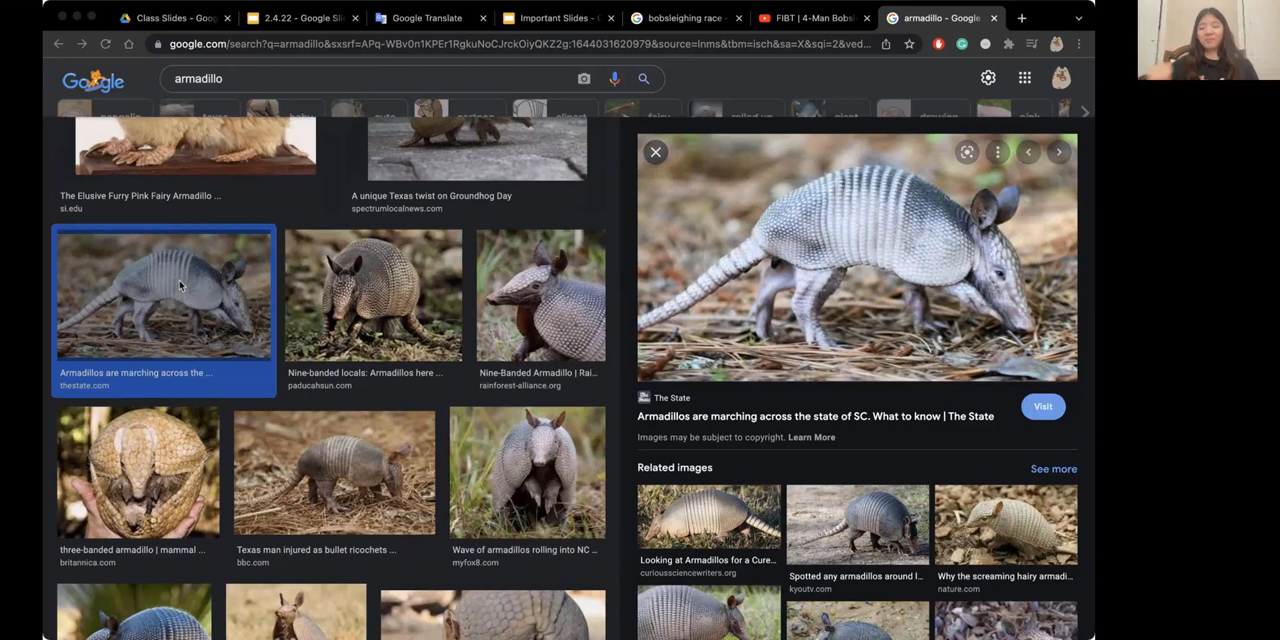 Class Slides - Goog
2.4.22 - Google Slid
Google Translate
Important Slides - G
bobsleighing race -
FIBT | 4-Man Bobsl
armadillo - Google
google.com/search?q=armadillo&sxsrf=APq-WBv0n1KPEr1RgkuNoCJrckOiyQKZ2g:1644031620979&source=lnms&tbm=isch&sa=X&sqi=2&ved...
Google
armadillo
The Elusive Furry Pink Fairy Armadillo ...
si.edu
A unique Texas twist on Groundhog Day
spectrumlocalnews.com
Armadillos are marching across the ...
thestate.com
Nine-banded locals: Armadillos here ...
paducahsun.com
Nine-Banded Armadillo | Rai...
rainforest-alliance.org
three-banded armadillo | mammal ...
britannica.com
Texas man injured as bullet ricochets ...
bbc.com
Wave of armadillos rolling into NC ...
myfox8.com
The State
Armadillos are marching across the state of SC. What to know | The State
Visit
Images may be subject to copyright. Learn More
Related images
See more
Looking at Armadillos for a Cure...
curiousciencewriters.org
Spotted any armadillos around l...
kyoutv.com
Why the screaming hairy armadi...
nature.com